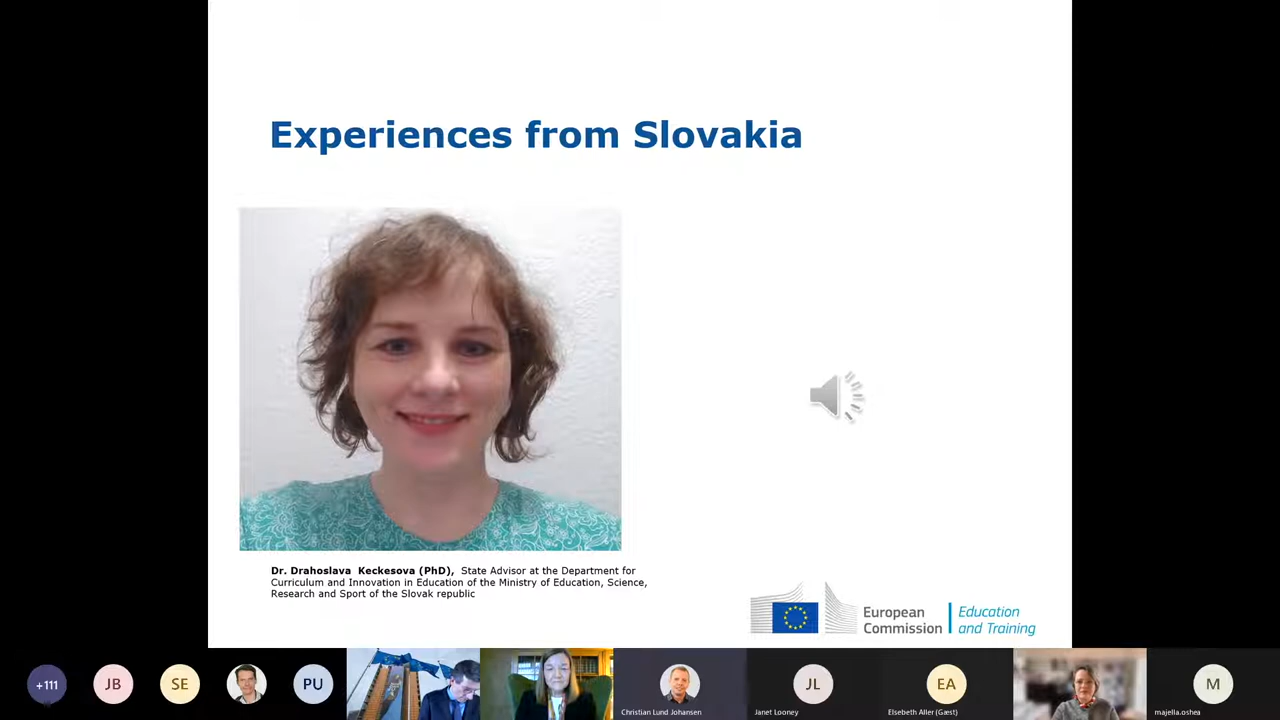 Experiences from Slovakia
Dr. Drahoslava Keckesova (PhD), State Advisor at the Department for
Curriculum and Innovation in Education of the Ministry of Education, Science,
Research and Sport of the Slovak republic
European
Commission
Education
and Training
+111
JB
SE
PU
Christian Lund Johansen
JL
Janet Looney
EA
Elsebeth Aller (Gæst)
M
majella.oshea